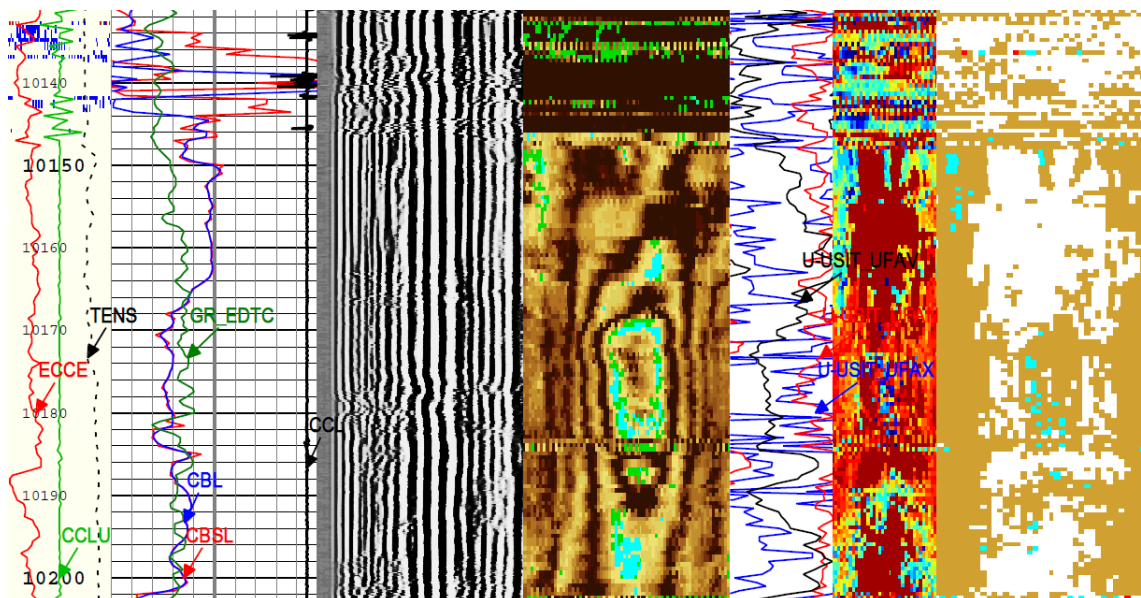 10140
10150
10160
U-USIT_UFAV
10170
TENS
GR_EDTC
ECCE
U-USIT_UFAX
10180
CCL
10190
CBL
CCLU
CBSL
10200